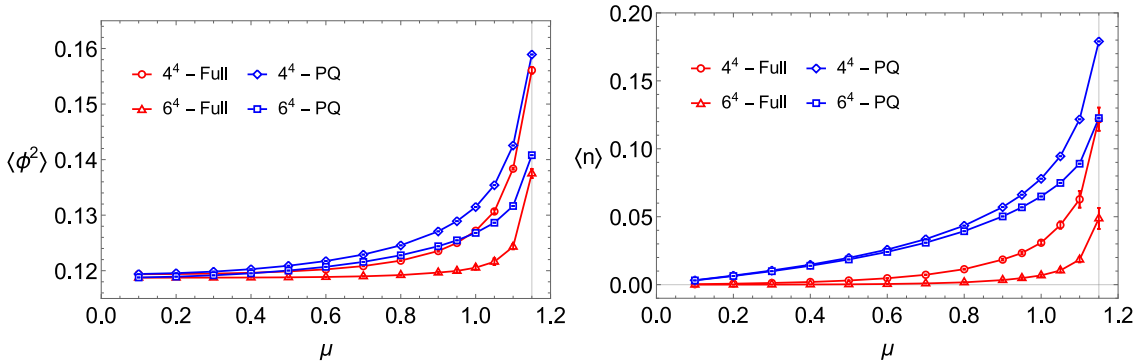 0.16
0.15
0.14
0.13
0.12
⟨ϕ²⟩
4⁴ – Full
4⁴ – PQ
6⁴ – Full
6⁴ – PQ
0.0 0.2 0.4 0.6 0.8 1.0 1.2
μ
0.20
0.15
0.10
0.05
0.00
⟨n⟩
4⁴ – Full
4⁴ – PQ
6⁴ – Full
6⁴ – PQ
0.0 0.2 0.4 0.6 0.8 1.0 1.2
μ